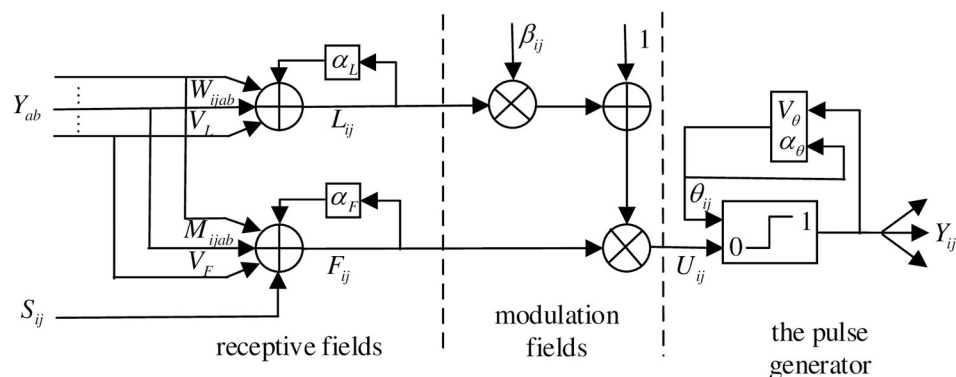 β_ij
1
α_L
V_θ
α_θ
Y_ab
W_ijab
V_L
L_ij
α_F
θ_ij
M_ijab
V_F
F_ij
U_ij
0 1
Y_ij
S_ij
receptive fields
modulation
fields
the pulse
generator